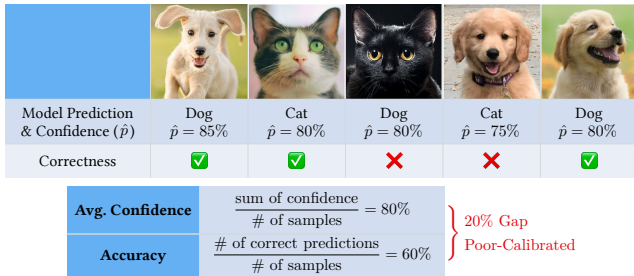 Model Prediction Dog Cat Dog Cat Dog
& Confidence (p̂) p̂ = 85% p̂ = 80% p̂ = 80% p̂ = 75% p̂ = 80%
Correctness ✅ ✅ ❌ ❌ ✅
Avg. Confidence sum of confidence / # of samples = 80%
Accuracy # of correct predictions / # of samples = 60%
20% Gap
Poor-Calibrated